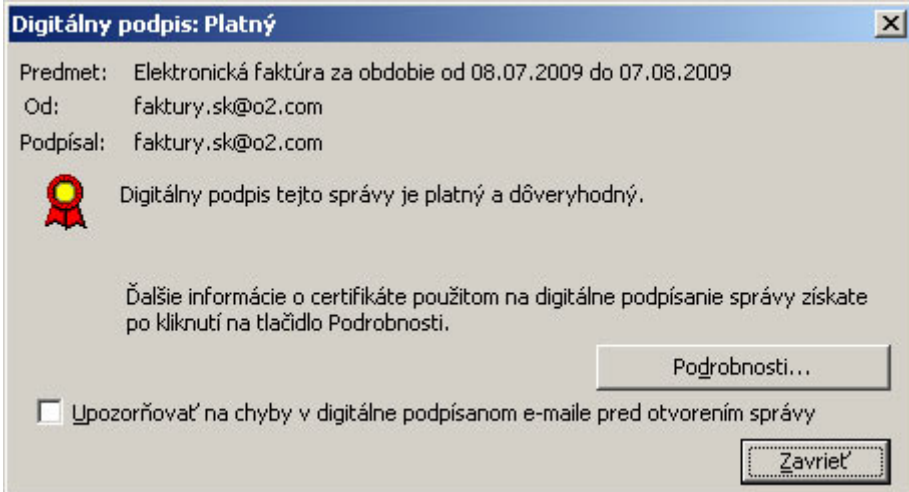 Digitálny podpis: Platný
Predmet: Elektronická faktúra za obdobie od 08.07.2009 do 07.08.2009
Od: faktury.sk@o2.com
Podpísal: faktury.sk@o2.com
Digitálny podpis tejto správy je platný a dôveryhodný.
Ďalšie informácie o certifikáte použitom na digitálne podpísanie správy získate
po kliknutí na tlačidlo Podrobnosti.
Podrobnosti...
Upozorňovať na chyby v digitálne podpísanom e-maile pred otvorením správy
Zavrieť